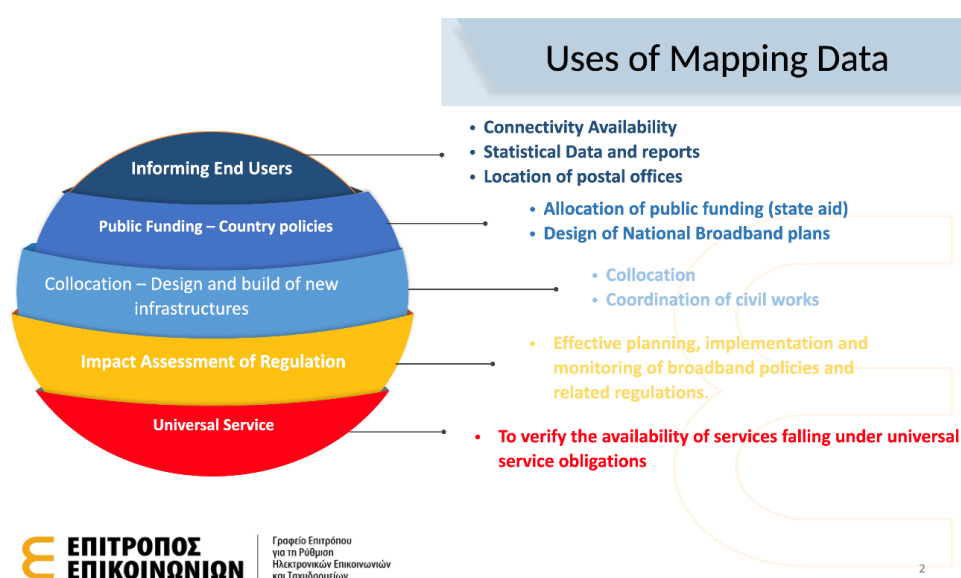 Uses of Mapping Data
Informing End Users
• Connectivity Availability
• Statistical Data and reports
• Location of postal offices
Public Funding – Country policies
• Allocation of public funding (state aid)
• Design of National Broadband plans
Collocation – Design and build of new
infrastructures
• Collocation
• Coordination of civil works
Impact Assessment of Regulation
• Effective planning, implementation and
monitoring of broadband policies and
related regulations.
Universal Service
• To verify the availability of services falling under universal
service obligations
ΕΠΙΤΡΟΠΟΣ
ΕΠΙΚΟΙΝΩΝΙΩΝ
Γραφείο Επιτρόπου
για τη Ρύθμιση
Ηλεκτρονικών Επικοινωνιών
και Ταχυδρομείων
2